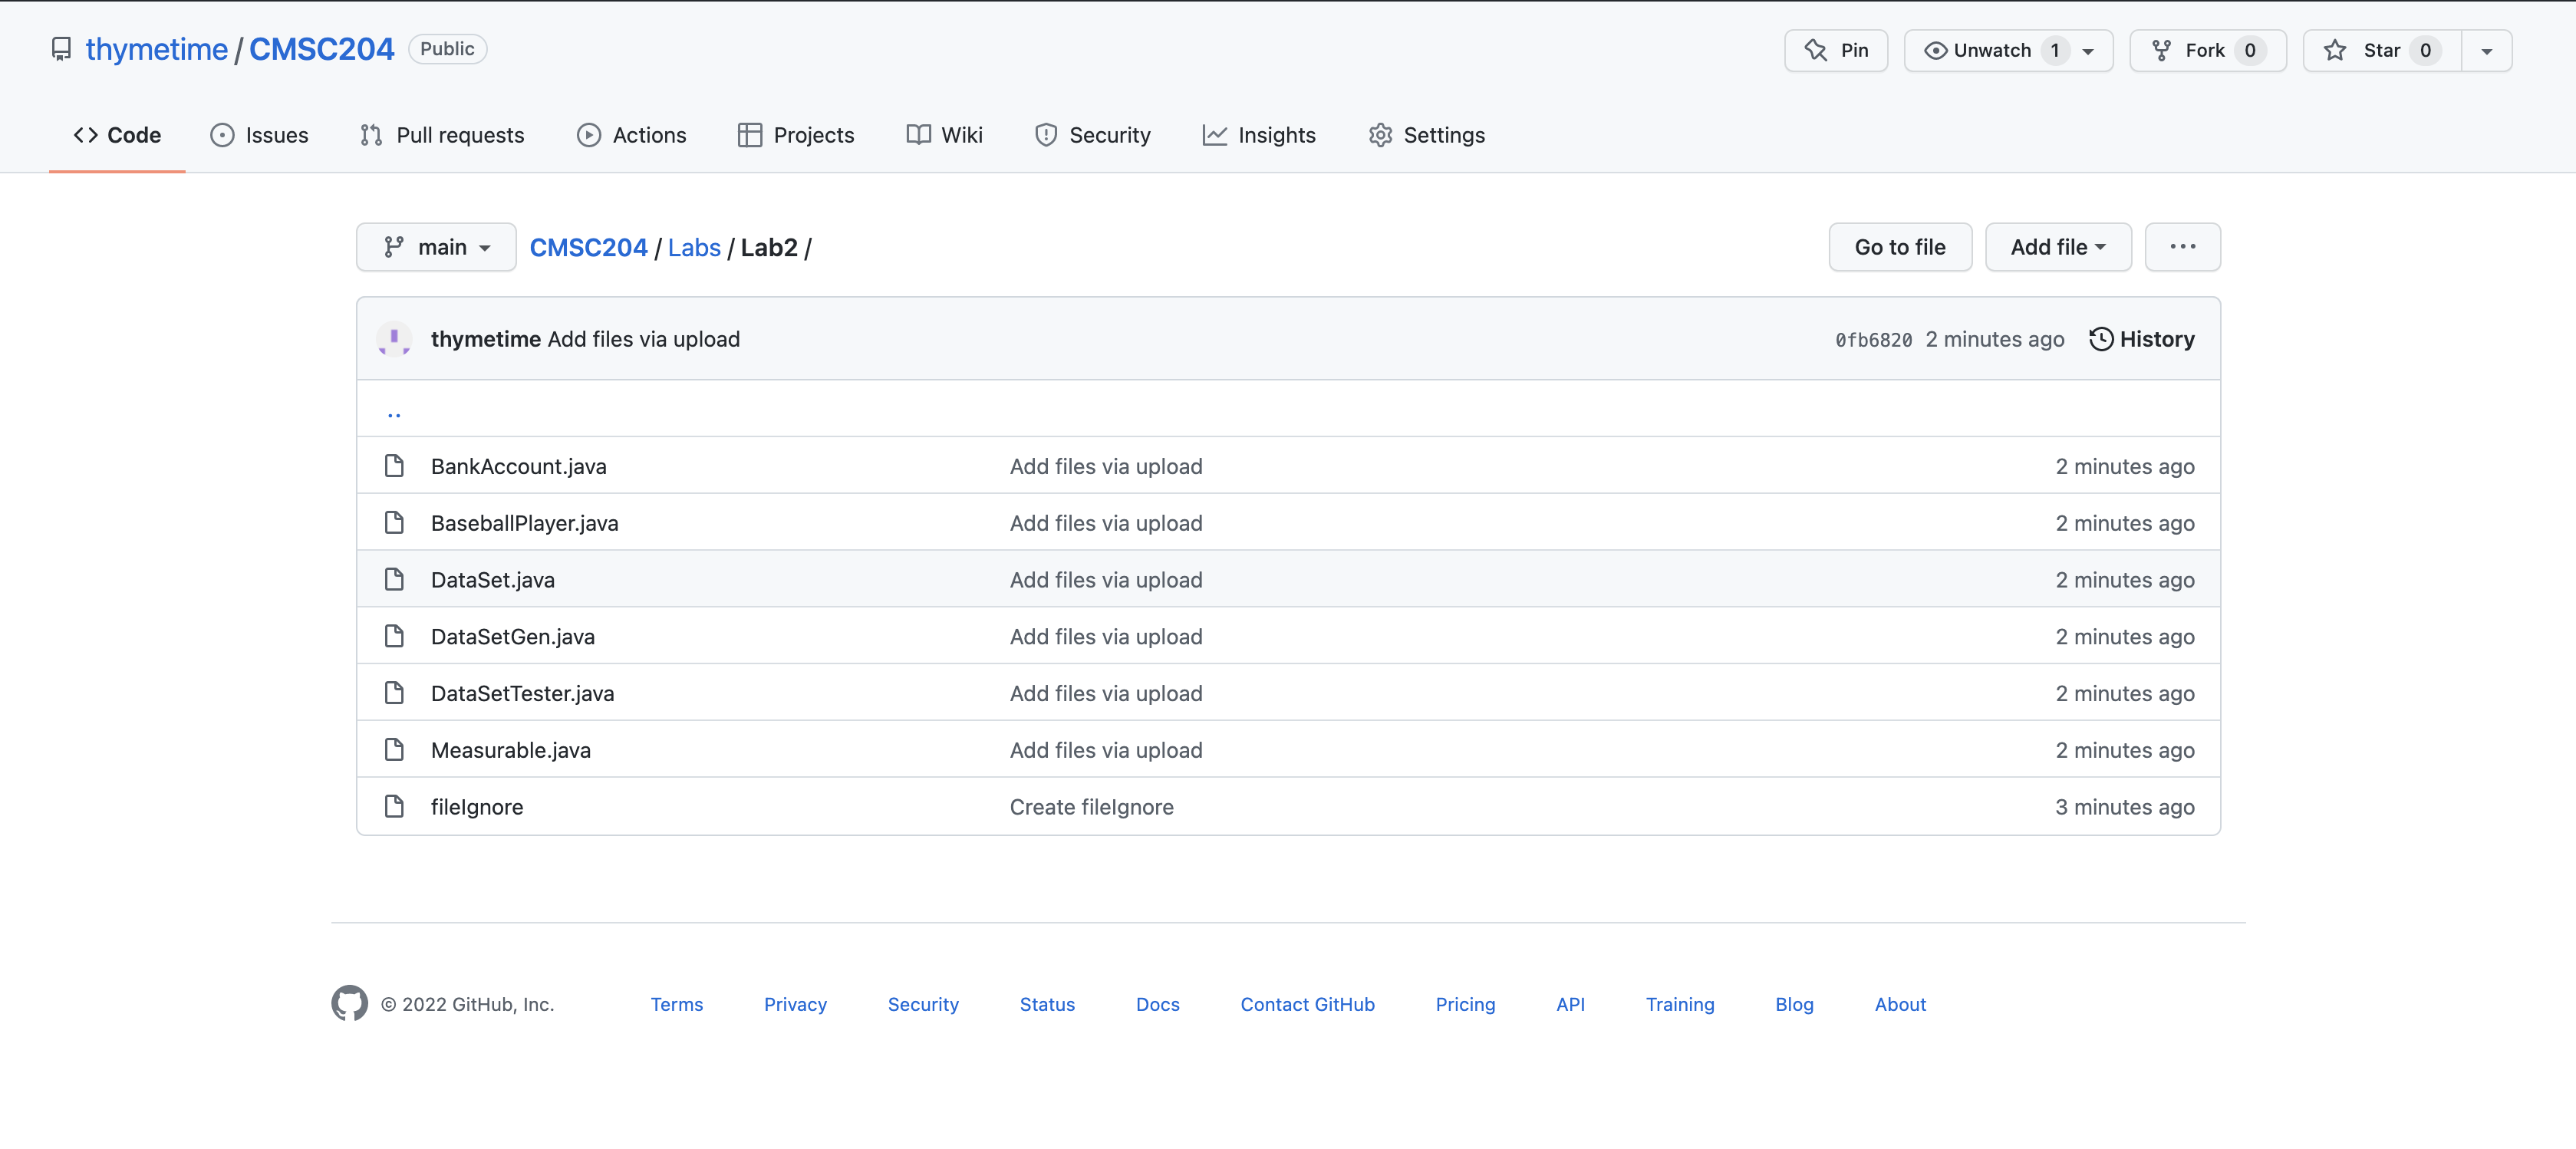 thymetime / CMSC204 Public Pin Unwatch 1 Fork 0 Star 0
Code Issues Pull requests Actions Projects Wiki Security Insights Settings
main CMSC204 / Labs / Lab2 / Go to file Add file ...
thymetime Add files via upload 0fb6820 2 minutes ago History
..
BankAccount.java Add files via upload 2 minutes ago
BaseballPlayer.java Add files via upload 2 minutes ago
DataSet.java Add files via upload 2 minutes ago
DataSetGen.java Add files via upload 2 minutes ago
DataSetTester.java Add files via upload 2 minutes ago
Measurable.java Add files via upload 2 minutes ago
fileIgnore Create fileIgnore 3 minutes ago
© 2022 GitHub, Inc. Terms Privacy Security Status Docs Contact GitHub Pricing API Training Blog About